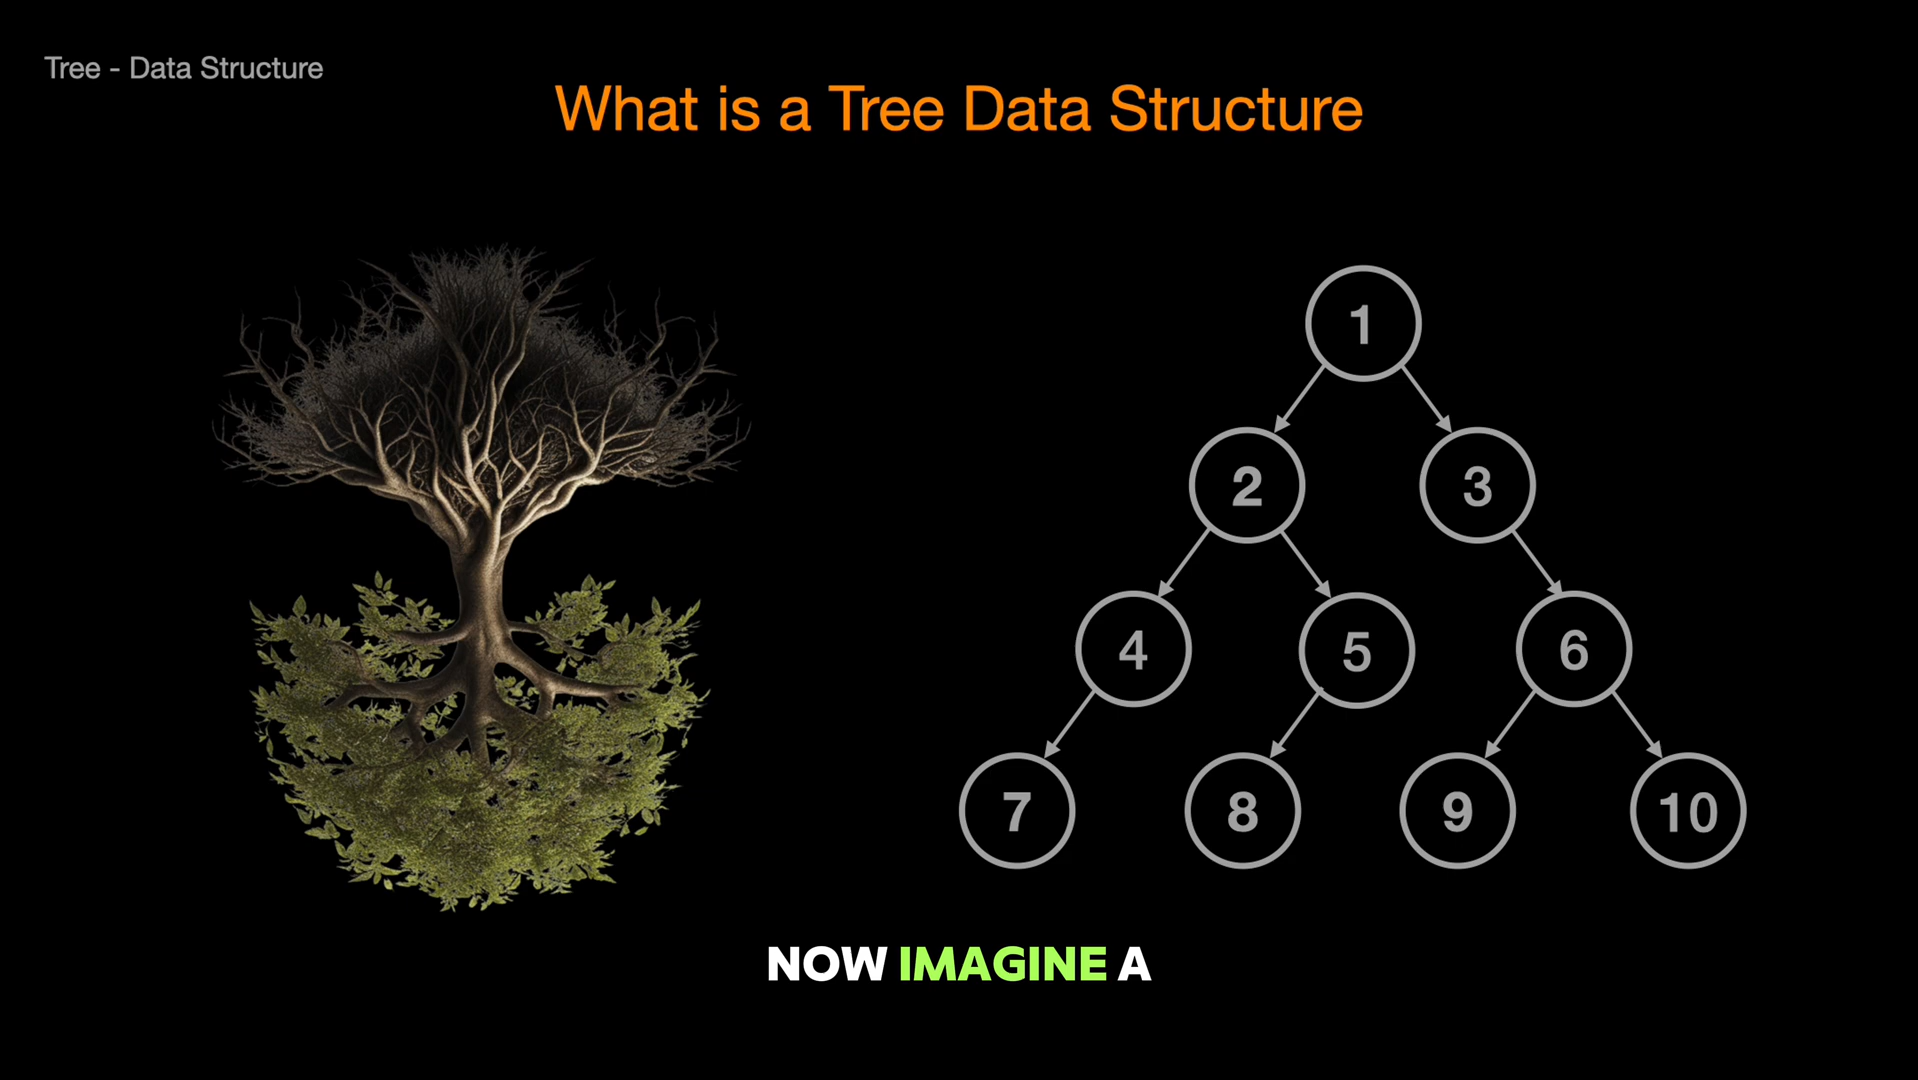 Tree - Data Structure
What is a Tree Data Structure
1
2 3
4 5 6
7 8 9 10
NOW IMAGINE A